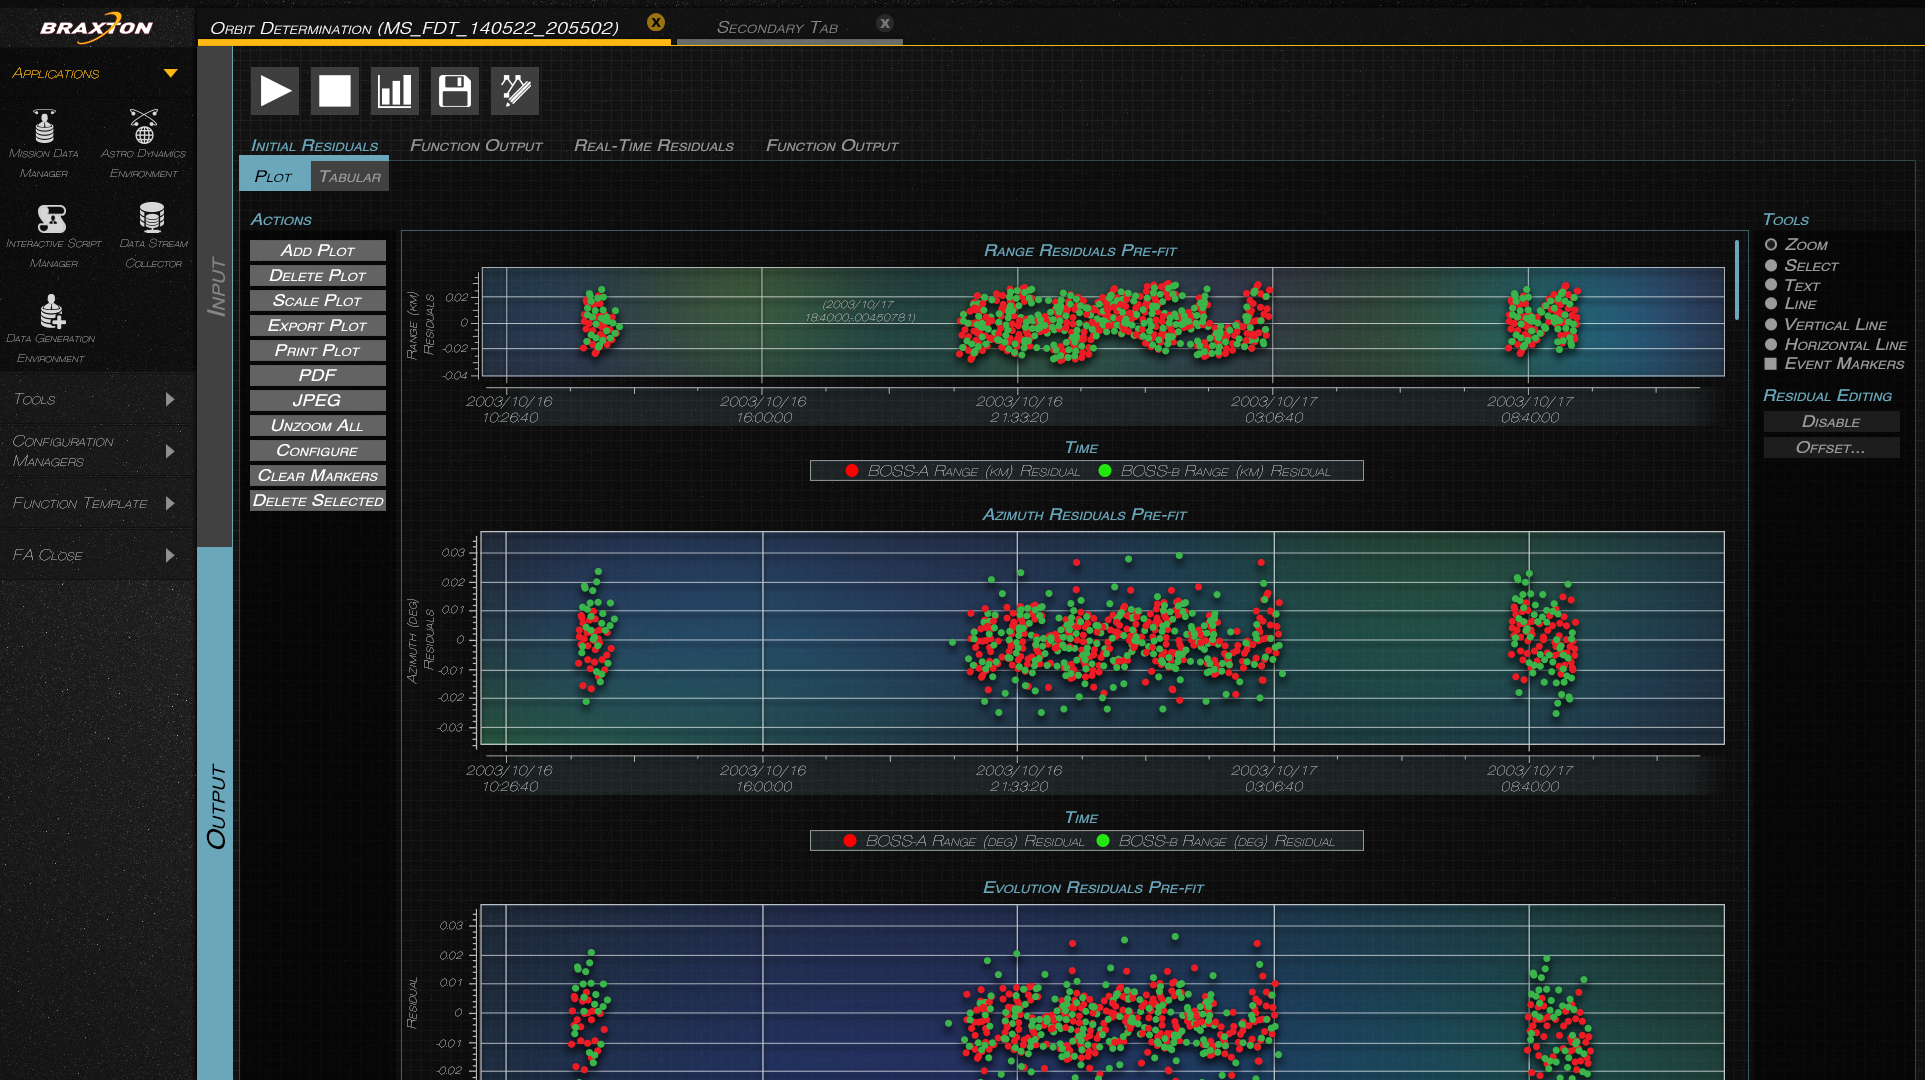 BRAXTON
ORBIT DETERMINATION (MS_FDT_140522_205502)
X
SECONDARY TAB
X
APPLICATIONS
MISSION DATA
MANAGER
ASTRO DYNAMICS
ENVIRONMENT
INTERACTIVE SCRIPT
MANAGER
DATA STREAM
COLLECTOR
DATA GENERATION
ENVIRONMENT
TOOLS
CONFIGURATION
MANAGERS
FUNCTION TEMPLATE
FA CLOSE
INPUT
OUTPUT
INITIAL RESIDUALS
FUNCTION OUTPUT
REAL-TIME RESIDUALS
FUNCTION OUTPUT
PLOT
TABULAR
ACTIONS
ADD PLOT
DELETE PLOT
SCALE PLOT
EXPORT PLOT
PRINT PLOT
PDF
JPEG
UNZOOM ALL
CONFIGURE
CLEAR MARKERS
DELETE SELECTED
RANGE RESIDUALS PRE-FIT
RANGE (KM)
RESIDUALS
0.02
0
-0.02
-0.04
(2003/10/17
18:40:00,-00450781)
2003/10/16
10:26:40
2003/10/16
16:00:00
2003/10/16
21:33:20
2003/10/17
03:06:40
2003/10/17
08:40:00
TIME
BOSS-A RANGE (KM) RESIDUAL
BOSS-B RANGE (KM) RESIDUAL
AZIMUTH RESIDUALS PRE-FIT
AZIMUTH (DEG)
RESIDUALS
0.03
0.02
0.01
0
-0.01
-0.02
-0.03
2003/10/16
10:26:40
2003/10/16
16:00:00
2003/10/16
21:33:20
2003/10/17
03:06:40
2003/10/17
08:40:00
TIME
BOSS-A RANGE (DEG) RESIDUAL
BOSS-B RANGE (DEG) RESIDUAL
EVOLUTION RESIDUALS PRE-FIT
RESIDUAL
0.03
0.02
0.01
0
-0.01
-0.02
TOOLS
ZOOM
SELECT
TEXT
LINE
VERTICAL LINE
HORIZONTAL LINE
EVENT MARKERS
RESIDUAL EDITING
DISABLE
OFFSET...